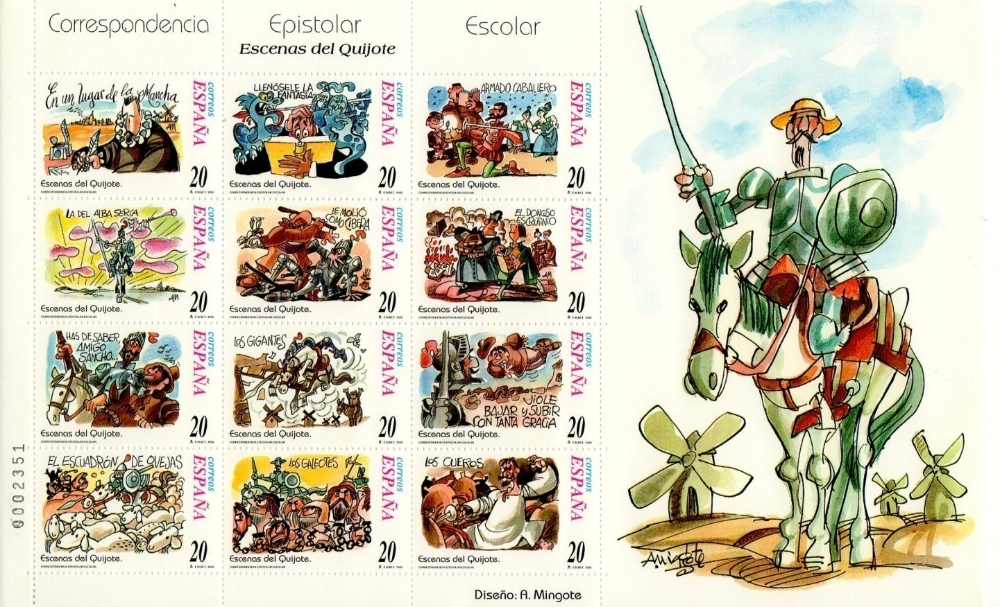 Correspondencia Epistolar Escolar
Escenas del Quijote
En un lugar de la Mancha
AM
correos
ESPAÑA
Escenas del Quijote.
20
CORRESPONDENCIA EPISTOLAR ESCOLAR
F.N.M.T. 1998
LLENÓSELE LA
FANTASÍA
correos
ESPAÑA
Escenas del Quijote.
20
CORRESPONDENCIA EPISTOLAR ESCOLAR
F.N.M.T. 1998
ARMADO CABALLERO
AM
correos
ESPAÑA
Escenas del Quijote.
20
CORRESPONDENCIA EPISTOLAR ESCOLAR
F.N.M.T. 1998
LA DEL ALBA SERÍA
AM
correos
ESPAÑA
Escenas del Quijote.
20
CORRESPONDENCIA EPISTOLAR ESCOLAR
F.N.M.T. 1998
LE MOLIÓ
COMO CIBERA
correos
ESPAÑA
Escenas del Quijote.
20
CORRESPONDENCIA EPISTOLAR ESCOLAR
F.N.M.T. 1998
EL DONOSO
ESCRUTINIO
AM
correos
ESPAÑA
Escenas del Quijote.
20
CORRESPONDENCIA EPISTOLAR ESCOLAR
F.N.M.T. 1998
HAS DE SABER,
AMIGO
SANCHO...
correos
ESPAÑA
Escenas del Quijote.
20
CORRESPONDENCIA EPISTOLAR ESCOLAR
F.N.M.T. 1998
LOS GIGANTES
correos
ESPAÑA
Escenas del Quijote.
20
CORRESPONDENCIA EPISTOLAR ESCOLAR
F.N.M.T. 1998
VIOLE
BAJAR Y SUBIR
CON TANTA GRACIA
correos
ESPAÑA
Escenas del Quijote.
20
CORRESPONDENCIA EPISTOLAR ESCOLAR
F.N.M.T. 1998
EL ESCUADRÓN DE OVEJAS
correos
ESPAÑA
Escenas del Quijote.
20
CORRESPONDENCIA EPISTOLAR ESCOLAR
F.N.M.T. 1998
LOS GALEOTES
correos
ESPAÑA
Escenas del Quijote.
20
CORRESPONDENCIA EPISTOLAR ESCOLAR
F.N.M.T. 1998
LOS CUEROS
correos
ESPAÑA
Escenas del Quijote.
20
CORRESPONDENCIA EPISTOLAR ESCOLAR
F.N.M.T. 1998
0002351
Mingote
Diseño: A. Mingote